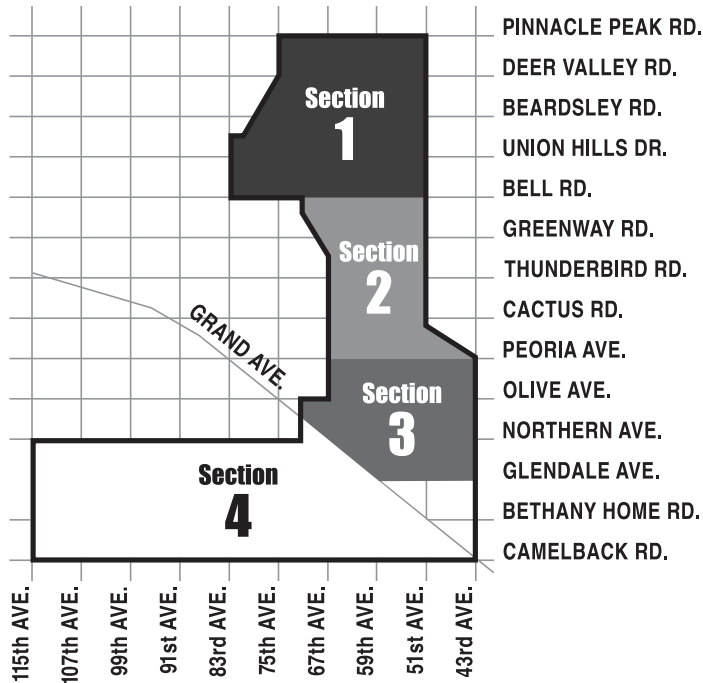 PINNACLE PEAK RD.
DEER VALLEY RD.
BEARDSLEY RD.
UNION HILLS DR.
BELL RD.
GREENWAY RD.
THUNDERBIRD RD.
CACTUS RD.
PEORIA AVE.
OLIVE AVE.
NORTHERN AVE.
GLENDALE AVE.
BETHANY HOME RD.
CAMELBACK RD.
Section
1
Section
2
GRAND AVE.
Section
3
Section
4
115th AVE.
107th AVE.
99th AVE.
91st AVE.
83rd AVE.
75th AVE.
67th AVE.
59th AVE.
51st AVE.
43rd AVE.